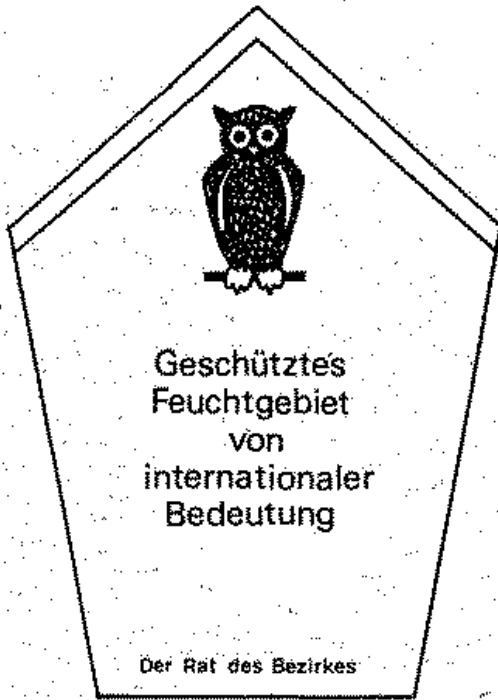 Geschütztes
Feuchtgebiet
von
internationaler
Bedeutung
Der Rat des Bezirkes